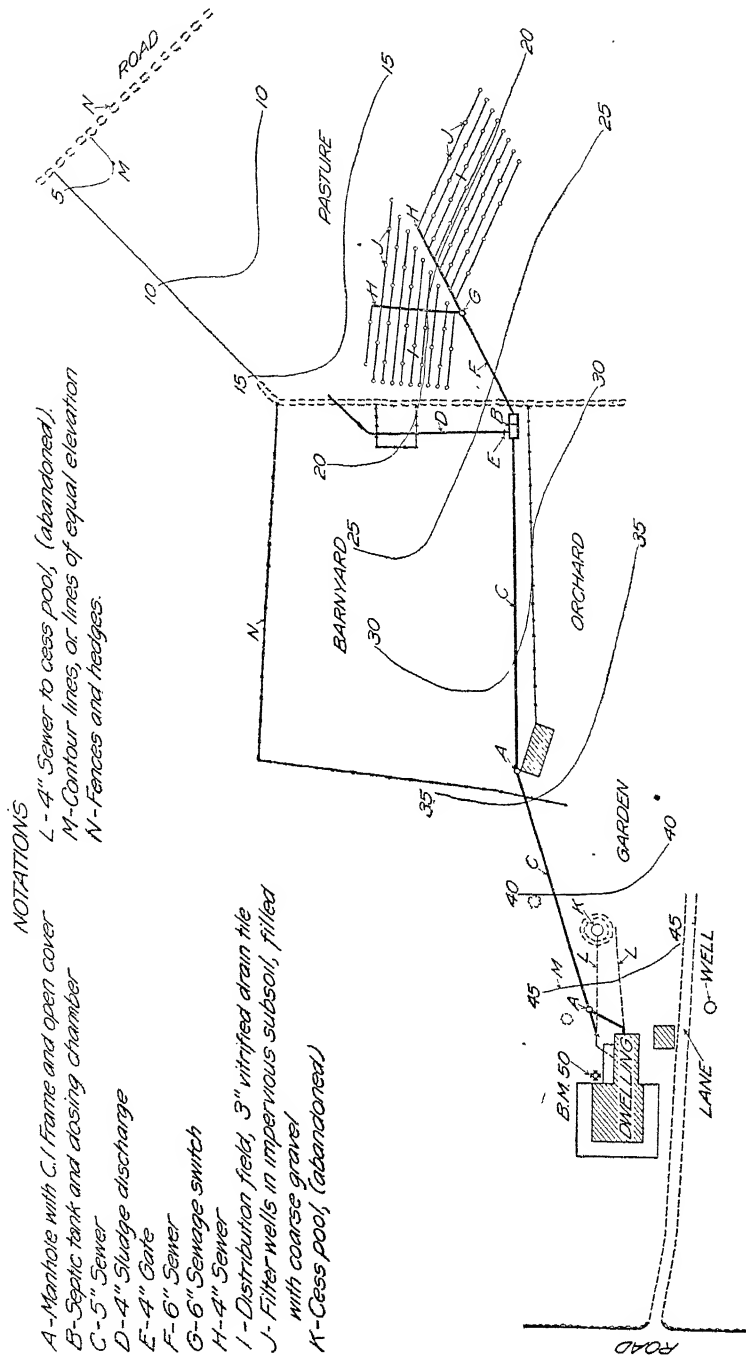 NOTATIONS
A-Manhole with C.I Frame and open cover
B-Septic tank and dosing chamber
C-5" Sewer
D-4" Sludge discharge
E-4" Gate
F-6" Sewer
G-6" Sewage switch
H-4" Sewer
I-Distribution field, 3" vitrified drain tile
J-Filter wells in impervious subsoil, filled
with coarse gravel
K-Cess pool, (abandoned)
L-4" Sewer to cess pool, (abandoned).
M-Contour lines, or lines of equal elevation
N-Fences and hedges.
ROAD
N
M
5
10
10
15
15
PASTURE
J
J
H
H
I
I
G
F
20
20
25
25
30
30
35
35
40
40
45
45
D
B
E
N
BARNYARD
C
ORCHARD
A
C
GARDEN
K
L
L
M
A
B.M. 50
DWELLING
WELL
LANE
ROAD